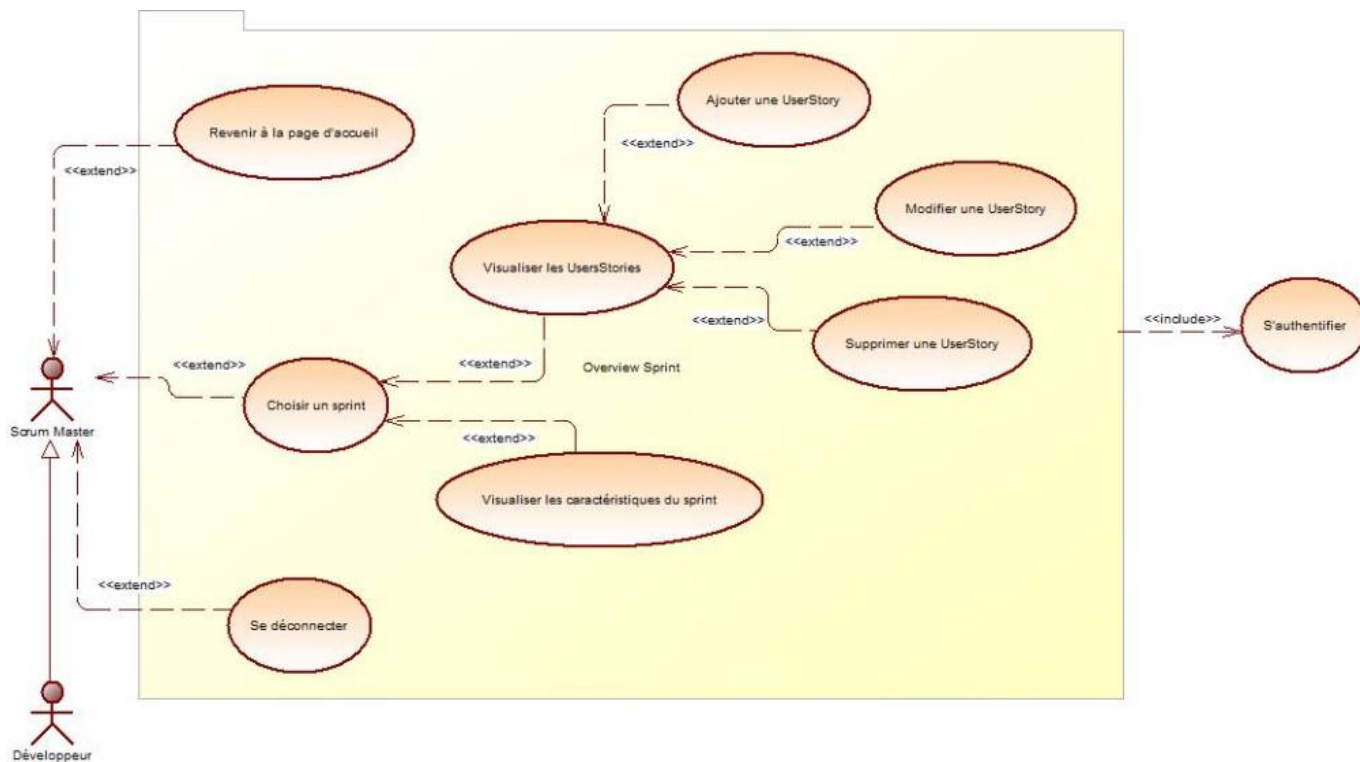 Ajouter une UserStory
Revenir à la page d'accueil
<<extend>>
<<extend>>
Modifier une UserStory
<<extend>>
Visualiser les UsersStories
<<extend>>
<<include>>
S'authentifier
Supprimer une UserStory
<<extend>>
<<extend>>
Overview Sprint
Choisir un sprint
Scrum Master
<<extend>>
Visualiser les caractéristiques du sprint
<<extend>>
Se déconnecter
Développeur